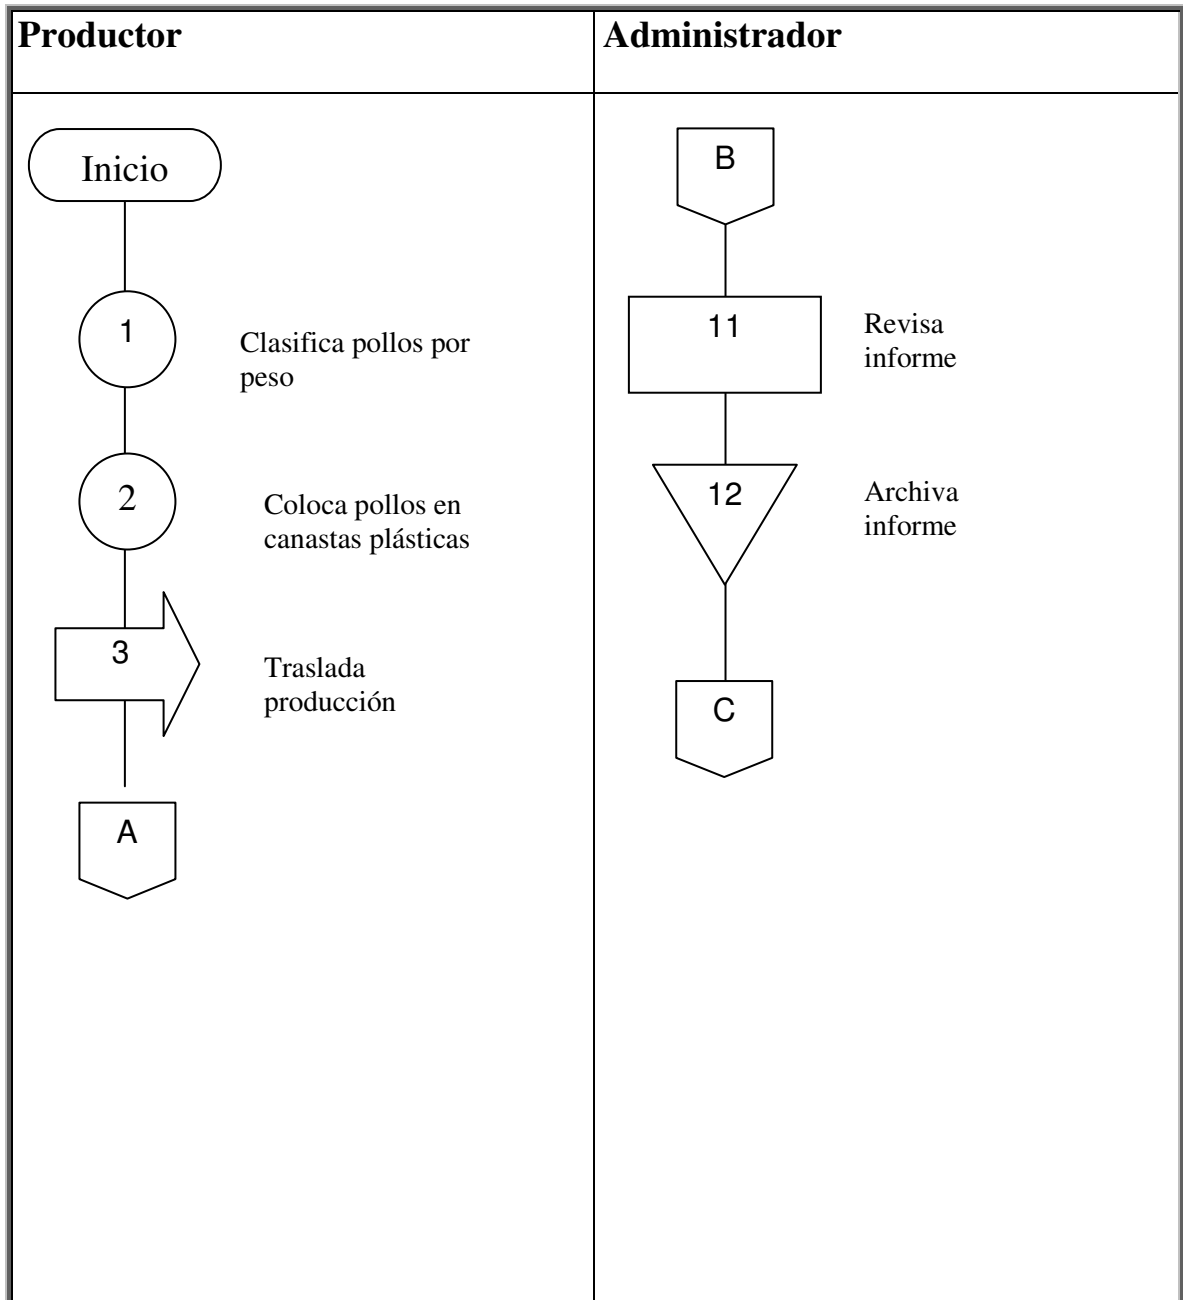 Productor
Administrador
Inicio
1
Clasifica pollos por
peso
2
Coloca pollos en
canastas plásticas
3
Traslada
producción
A
B
11
Revisa
informe
12
Archiva
informe
C